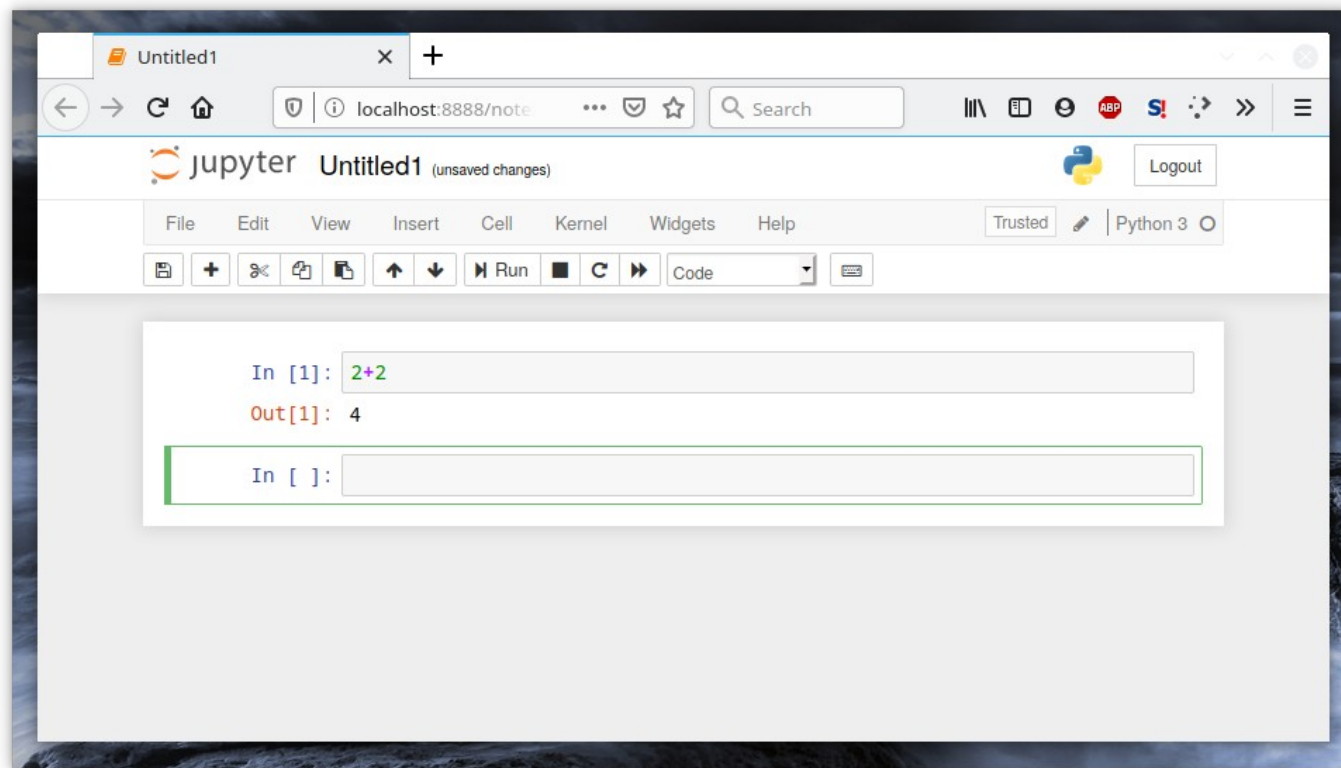 Untitled1
localhost:8888/note
Search
ABP
S!
jupyter Untitled1 (unsaved changes)
Logout
File Edit View Insert Cell Kernel Widgets Help
Trusted
Python 3
Run
Code
In [1]: 2+2
Out[1]: 4
In [ ]: